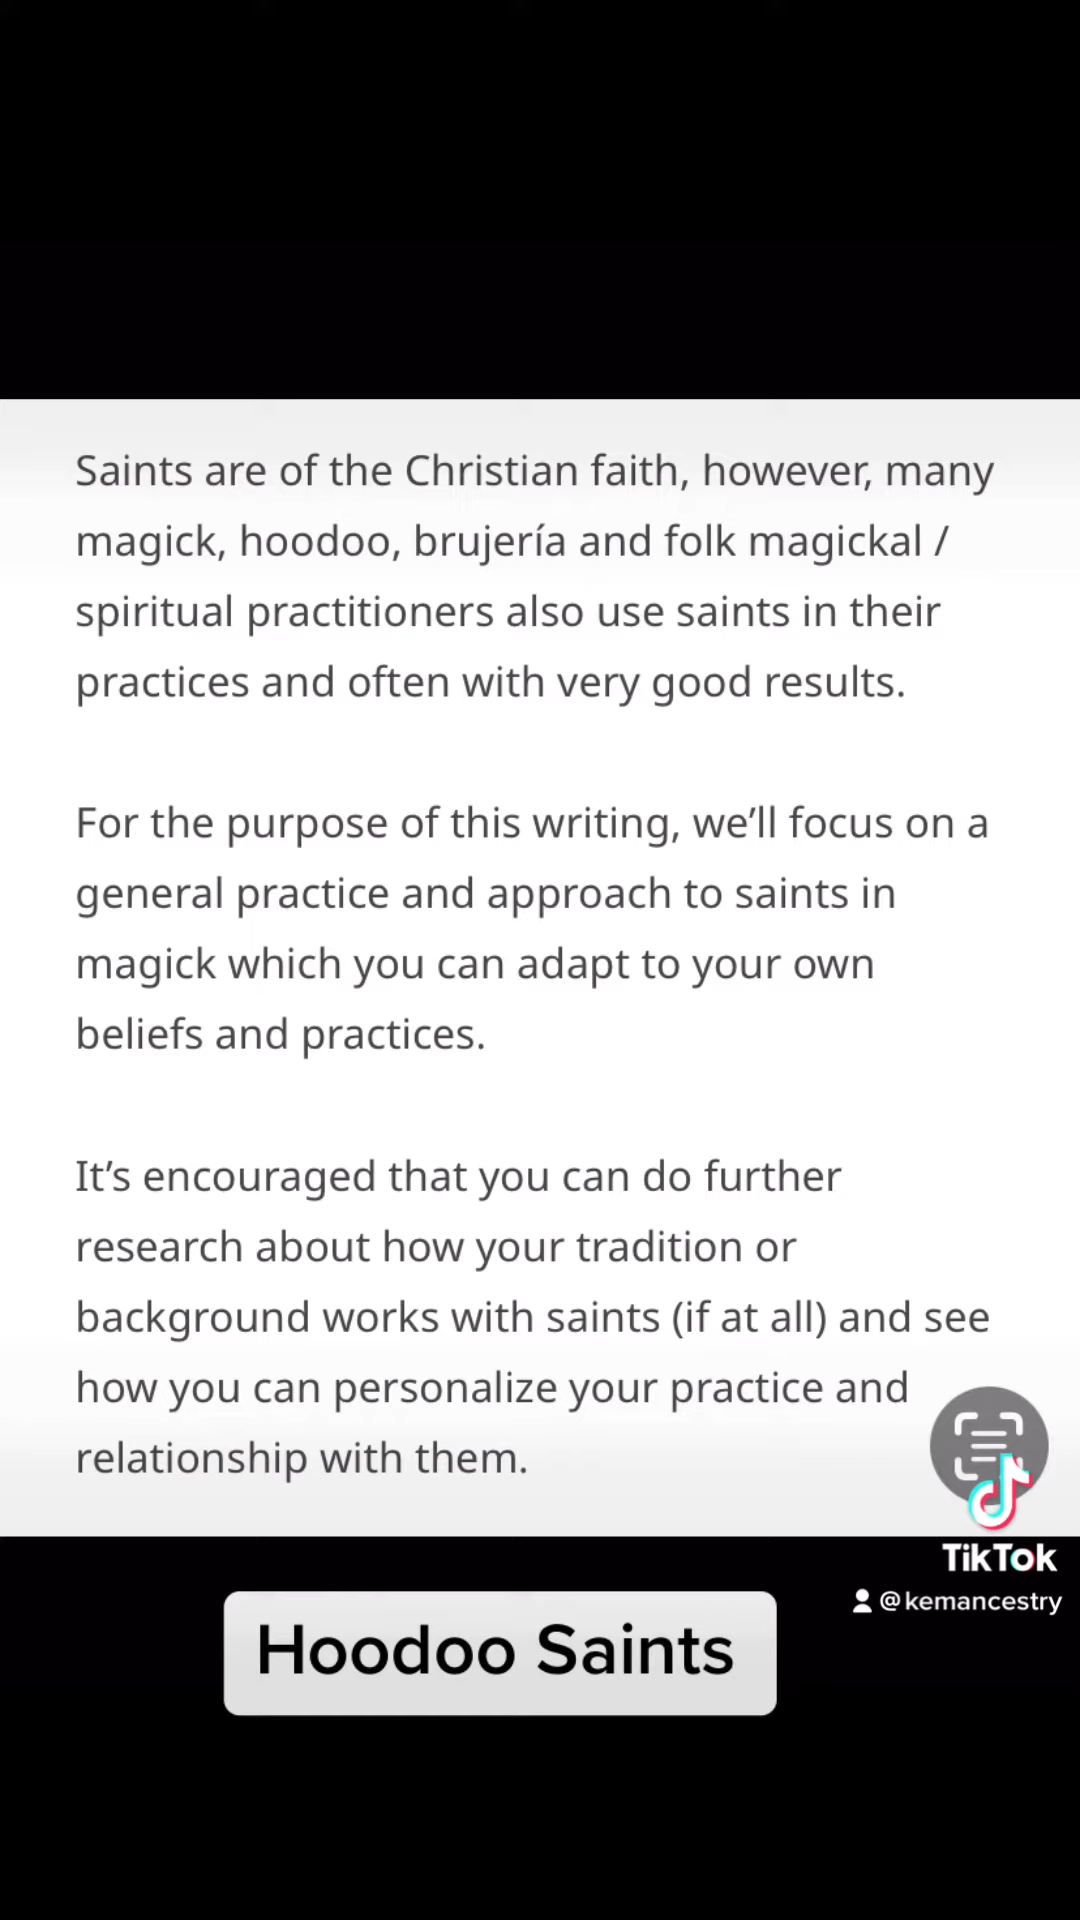 Saints are of the Christian faith, however, many
magick, hoodoo, brujería and folk magickal /
spiritual practitioners also use saints in their
practices and often with very good results.
For the purpose of this writing, we’ll focus on a
general practice and approach to saints in
magick which you can adapt to your own
beliefs and practices.
It’s encouraged that you can do further
research about how your tradition or
background works with saints (if at all) and see
how you can personalize your practice and
relationship with them.
TikTok
@kemancestry
Hoodoo Saints